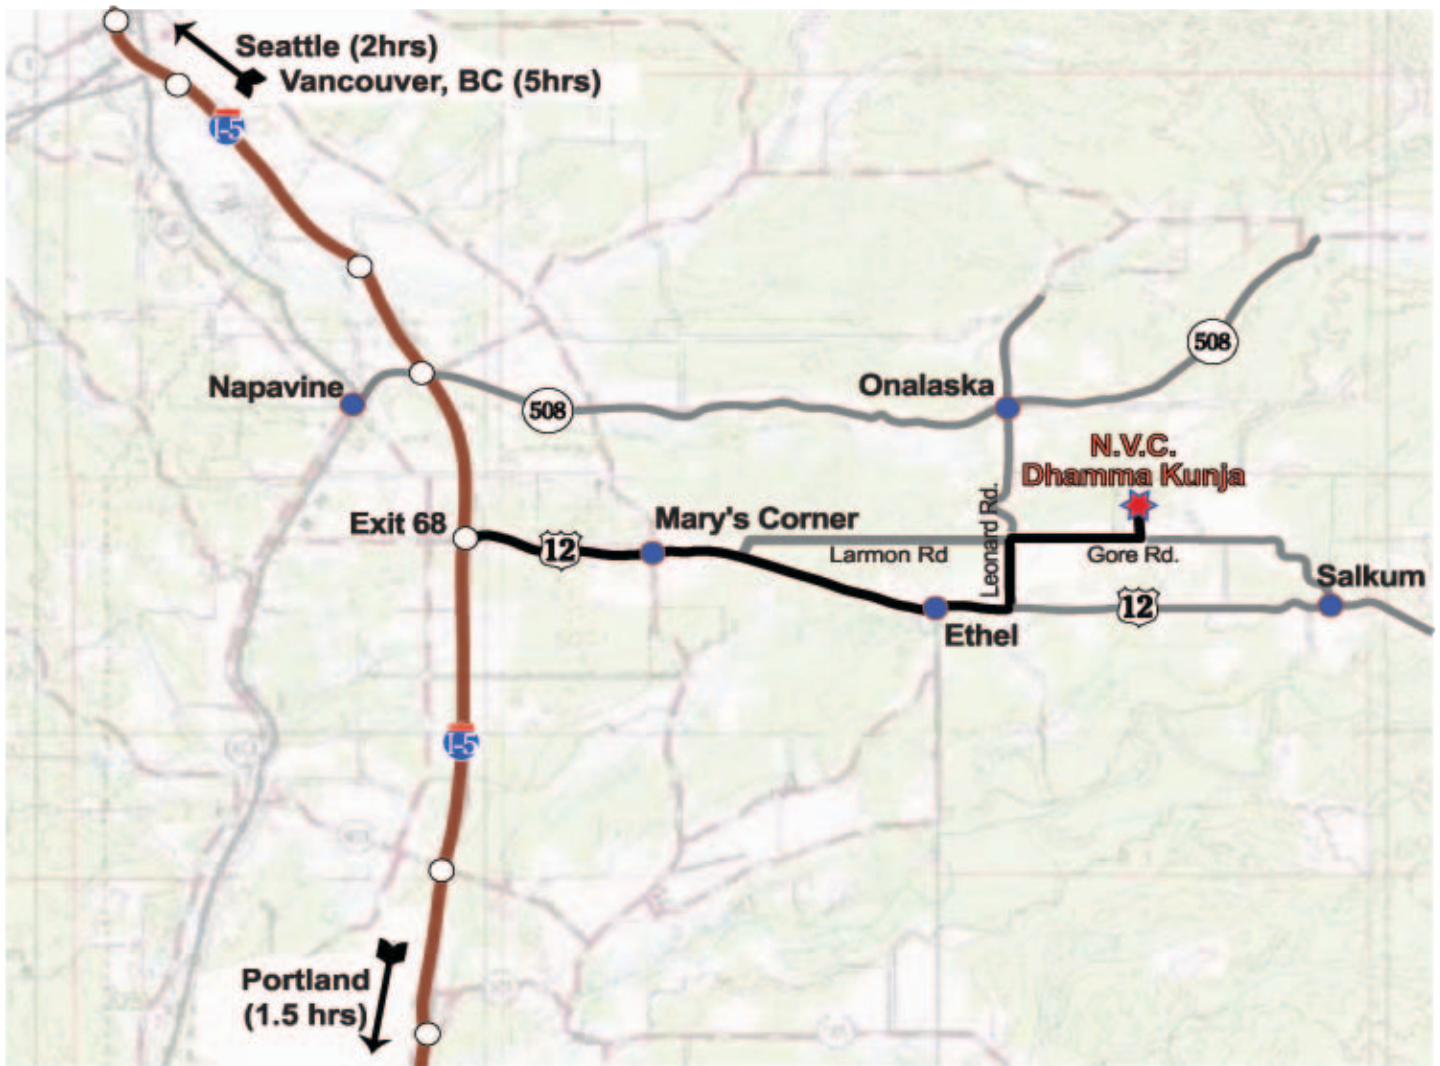 Seattle (2hrs)
Vancouver, BC (5hrs)
I-5
508
Napavine
Onalaska
508
N.V.C.
Dhamma Kunja
Exit 68
12
Mary's Corner
Larmon Rd
Leonard Rd.
Gore Rd.
Salkum
12
Ethel
I-5
Portland
(1.5 hrs)